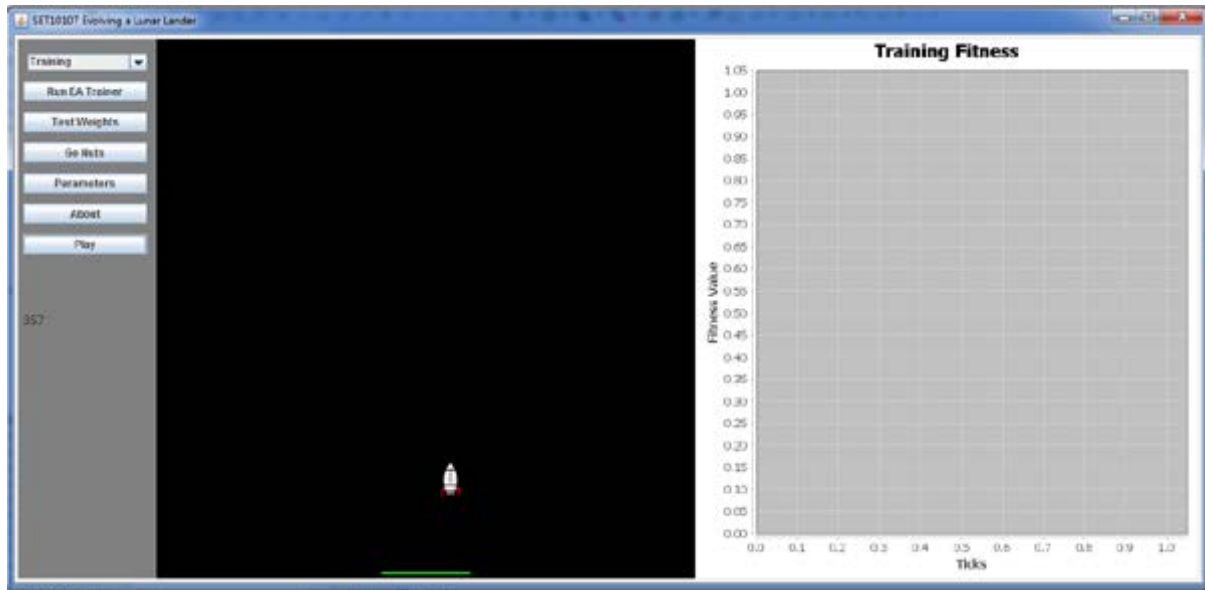 SET10107 Evolving a Lunar Lander
Training
Run EA Trainer
Test Weights
Go Nuts
Parameters
About
Play
357
Training Fitness
1.05
1.00
0.95
0.90
0.85
0.80
0.75
0.70
0.65
0.60
0.55
0.50
0.45
0.40
0.35
0.30
0.25
0.20
0.15
0.10
0.05
0.00
Fitness Value
0.0 0.1 0.2 0.3 0.4 0.5 0.6 0.7 0.8 0.9 1.0
Ticks